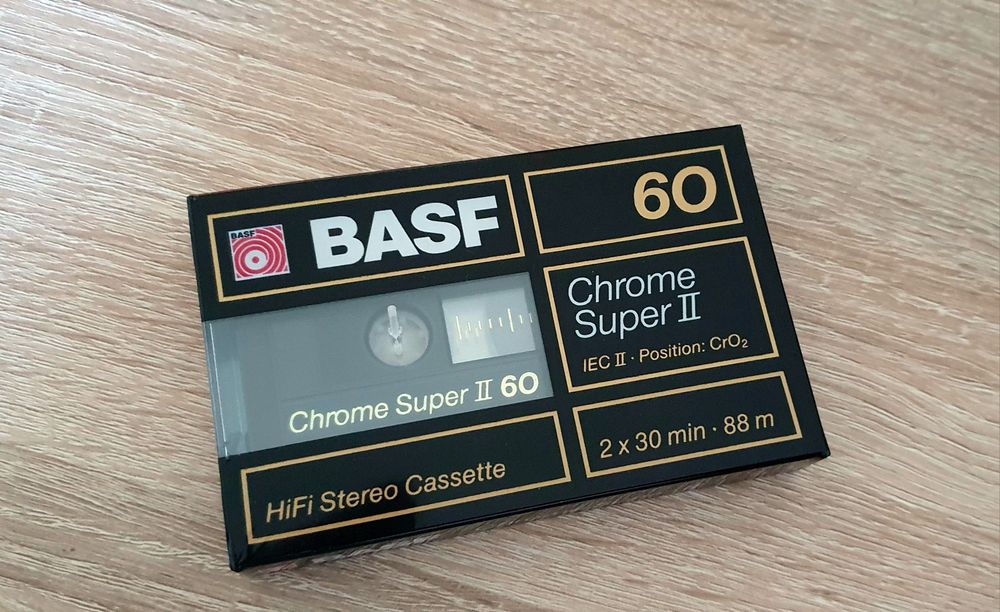 BASF
BASF
60
Chrome
Super II
IEC II · Position: CrO₂
Chrome Super II 60
HiFi Stereo Cassette
2 x 30 min · 88 m